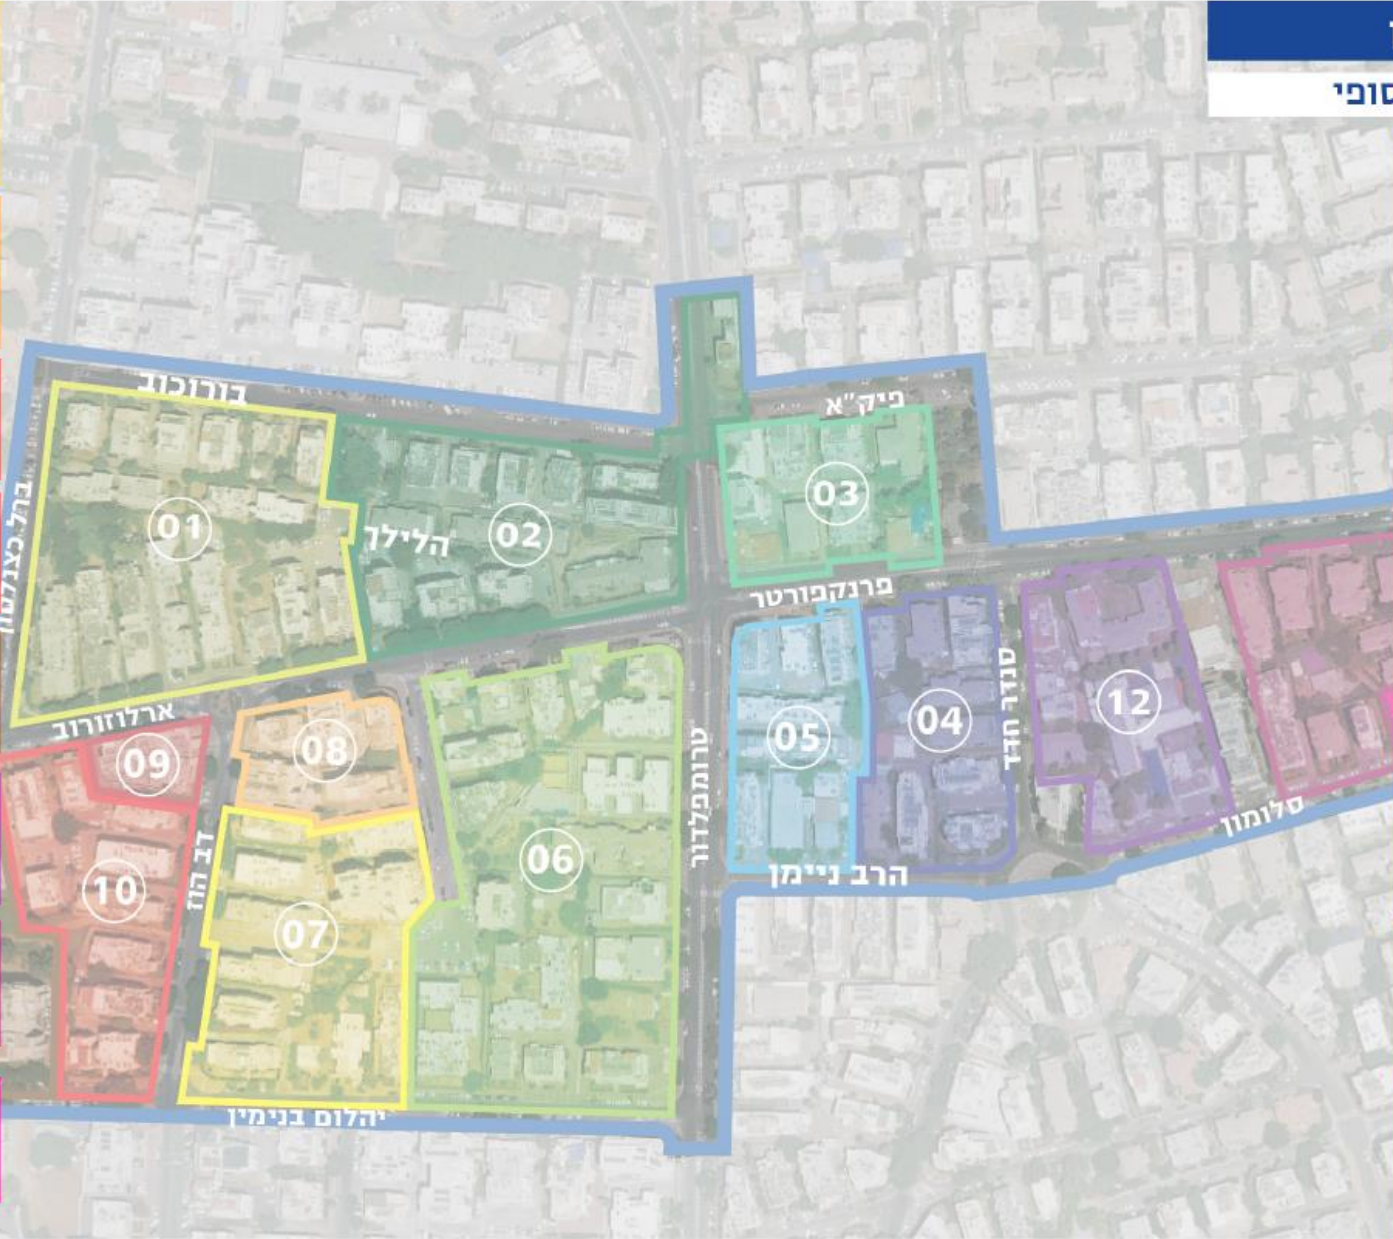 סופי
בורוכוב
פיק״א
ברל כצנלסון
01
הלילך
02
03
פרנקפורטר
ארלוזורוב
09
08
טרומפלדור
05
04
סנדר חדד
12
סלומון
10
דב הוז
07
06
הרב ניימן
יהלום בנימין